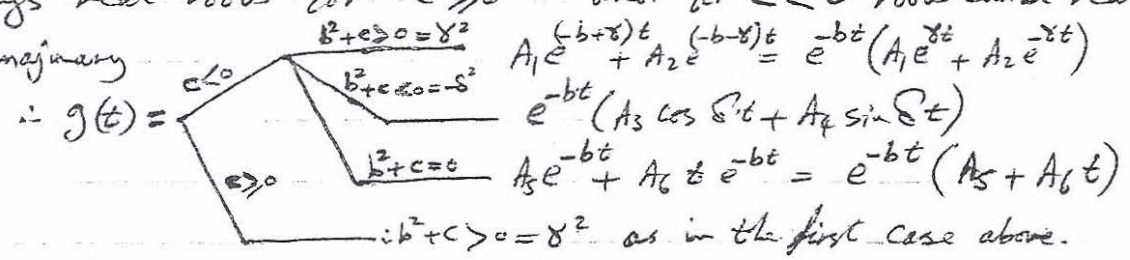 b²+c>0=γ² A₁e^(-b+γ)t + A₂e^(-b-γ)t = e^-bt (A₁e^γt + A₂e^-γt)
c≤0 b²+c≤0=-δ²
∴ g(t) = e^-bt (A₃ cos δt + A₄ sin δt)
c≥0 b²+c=0 A₅e^-bt + A₆ t e^-bt = e^-bt (A₅ + A₆t)
∴ b²+c>0=γ² as in the first case above.